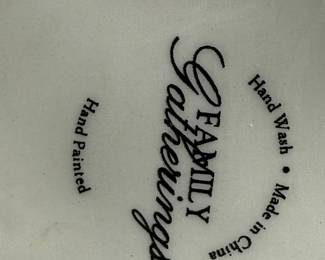 FAMILY
Gatherings
Hand Wash • Made in China
Hand Painted